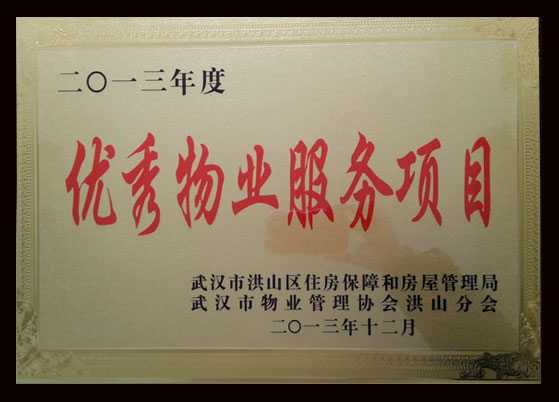 二〇一三年度
优秀物业服务项目
武汉市洪山区住房保障和房屋管理局
武汉市物业管理协会洪山分会
二〇一三年十二月